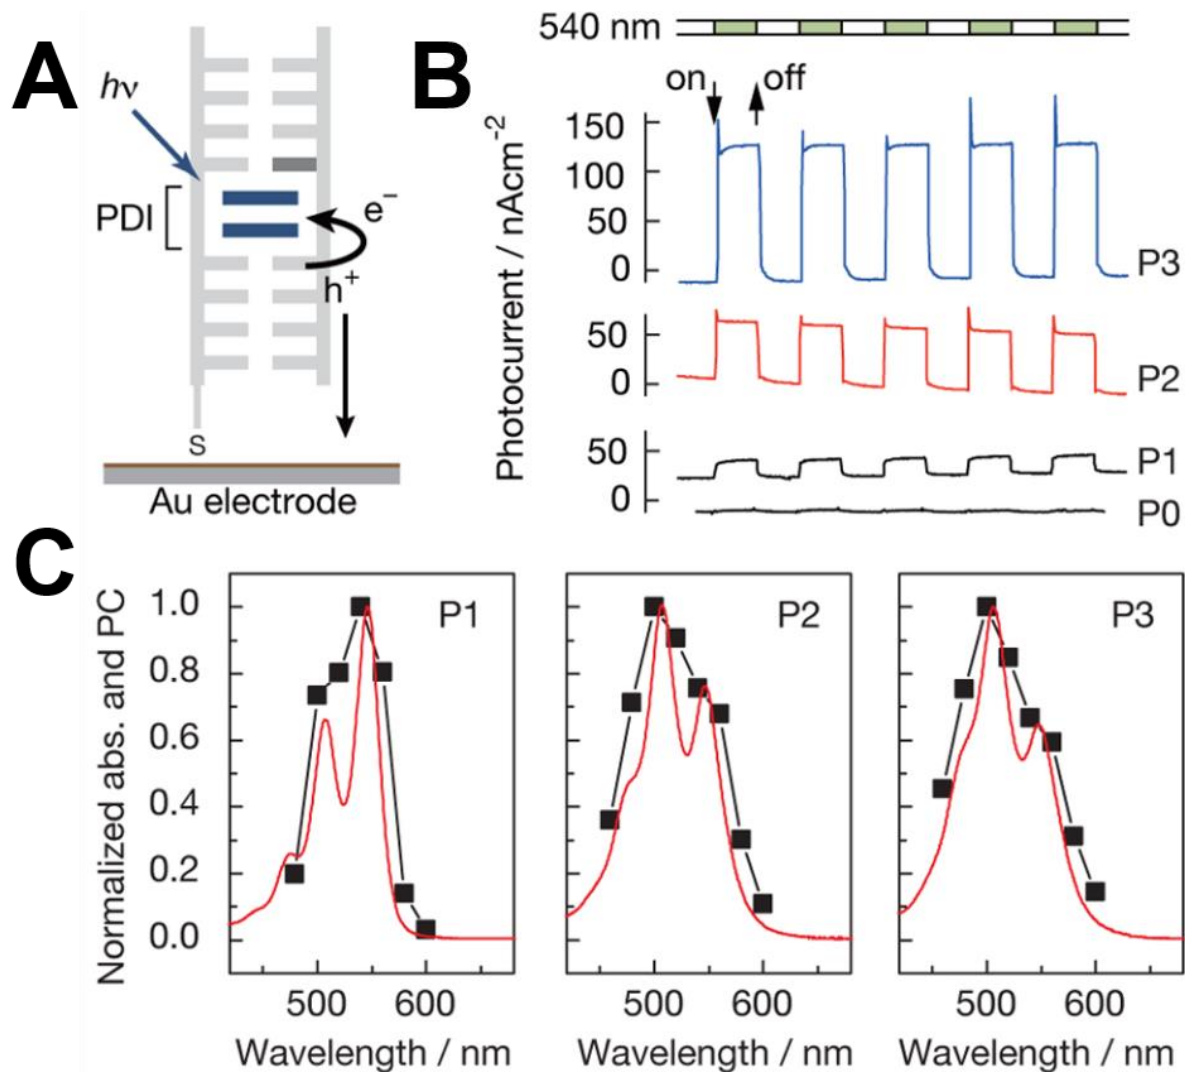 A
hν
PDI
e⁻
h⁺
S
Au electrode
B
540 nm
on
off
Photocurrent / nAcm⁻²
150
100
50
0
P3
50
0
P2
50
0
P1
P0
C
Normalized abs. and PC
1.0
0.8
0.6
0.4
0.2
0.0
P1
P2
P3
500 600
500 600
500 600
Wavelength / nm
Wavelength / nm
Wavelength / nm